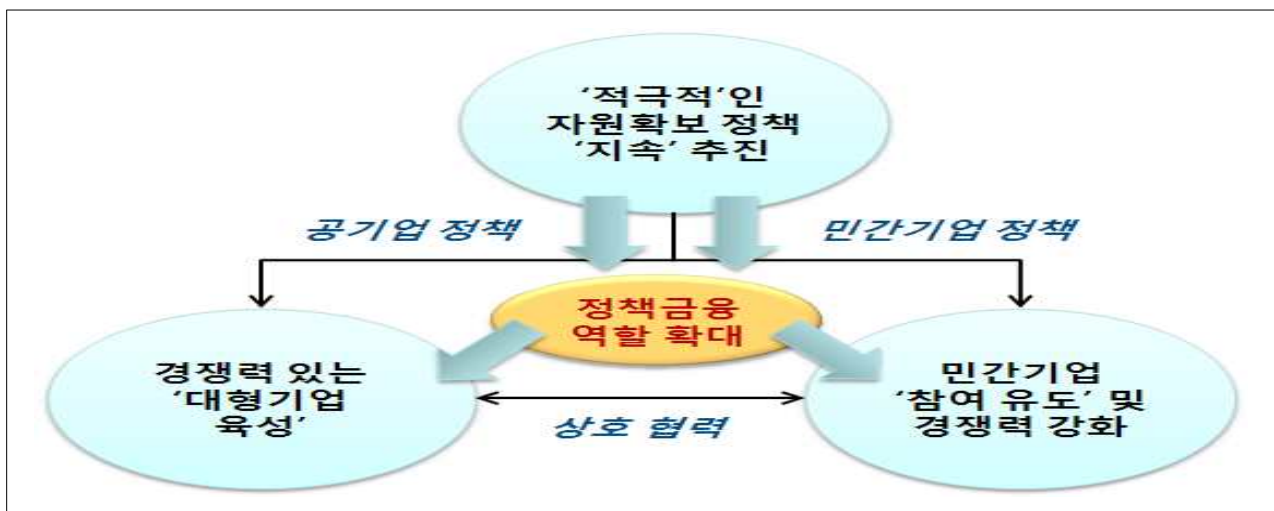 ‘적극적’인
자원확보 정책
‘지속’ 추진
공기업 정책
민간기업 정책
정책금융
역할 확대
경쟁력 있는
‘대형기업
육성’
민간기업
‘참여 유도’ 및
경쟁력 강화
상호 협력